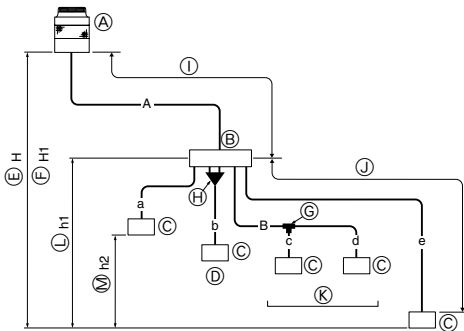 Ⓐ
Ⓘ
A
Ⓑ
Ⓔ H
Ⓕ H1
Ⓙ
Ⓛ h1
a
Ⓗ
Ⓒ
b
B
Ⓖ
c
d
e
Ⓜ h2
Ⓒ
Ⓓ
Ⓒ
Ⓒ
Ⓚ
Ⓒ